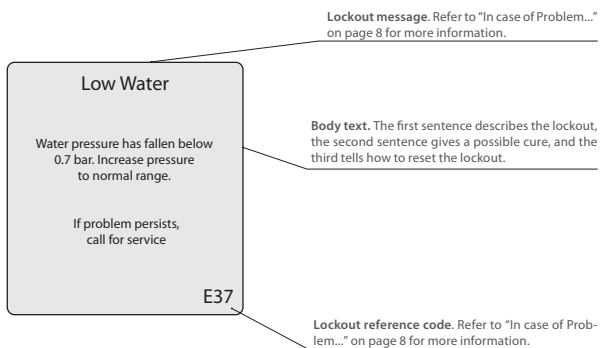 Lockout message. Refer to “In case of Problem...”
on page 8 for more information.
Low Water
Water pressure has fallen below
0.7 bar. Increase pressure
to normal range.
If problem persists,
call for service
E37
Body text. The first sentence describes the lockout,
the second sentence gives a possible cure, and the
third tells how to reset the lockout.
Lockout reference code. Refer to “In case of Prob-
lem...” on page 8 for more information.